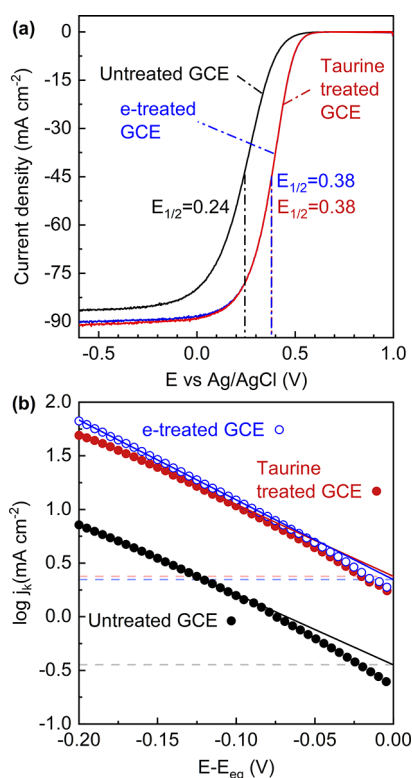 (a)
0
-15
-30
-45
-60
-75
-90
Current density (mA cm⁻²)
Untreated GCE
e-treated
GCE
Taurine
treated
GCE
E₁/₂=0.24
E₁/₂=0.38
E₁/₂=0.38
-0.5 0.0 0.5 1.0
E vs Ag/AgCl (V)
(b)
2.0
1.5
1.0
0.5
0.0
-0.5
-1.0
log jₖ(mA cm⁻²)
e-treated GCE
Taurine
treated GCE
Untreated GCE
-0.20 -0.15 -0.10 -0.05 0.00
E-Eeq (V)